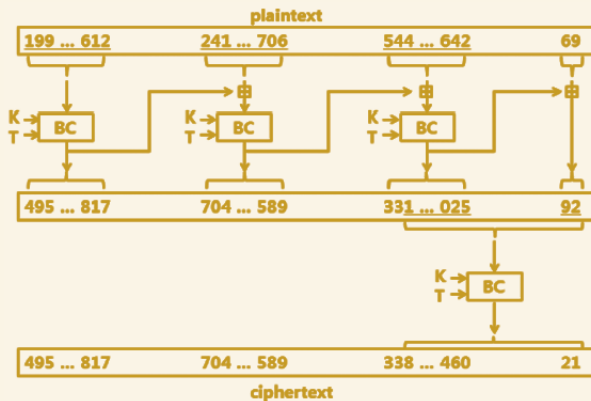 plaintext
199 ... 612 241 ... 706 544 ... 642 69
K T BC K T BC K T BC
495 ... 817 704 ... 589 331 ... 025 92
K T BC
495 ... 817 704 ... 589 338 ... 460 21
ciphertext